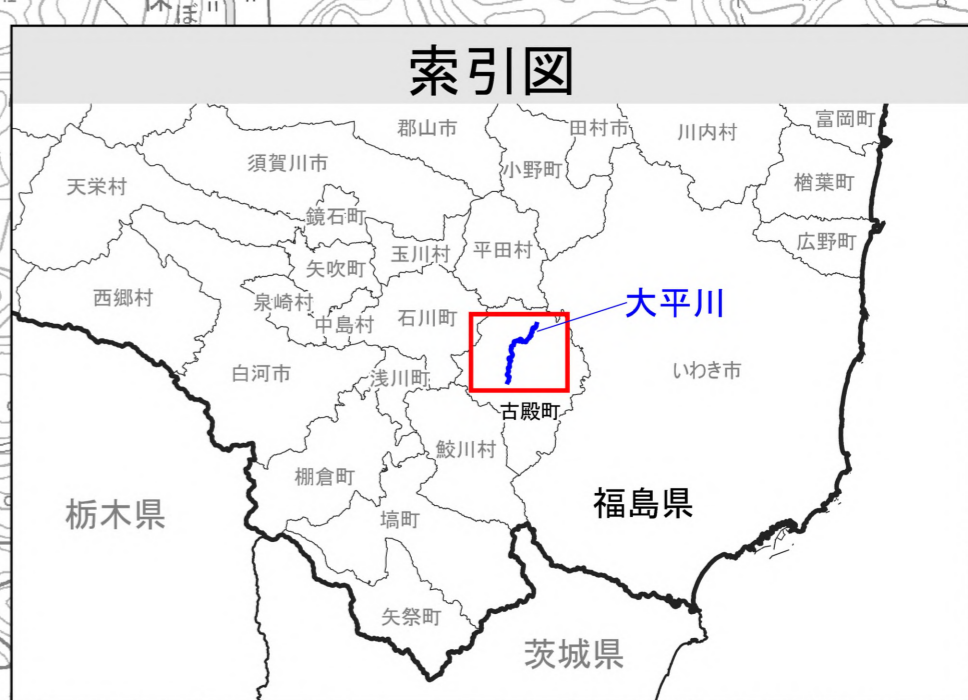 索引図
郡山市
田村市
川内村
富岡町
須賀川市
小野町
天栄村
楢葉町
鏡石町
玉川村
平田村
広野町
矢吹町
西郷村
泉崎村
中島村
石川町
大平川
白河市
浅川町
いわき市
古殿町
鮫川村
棚倉町
福島県
栃木県
塙町
矢祭町
茨城県